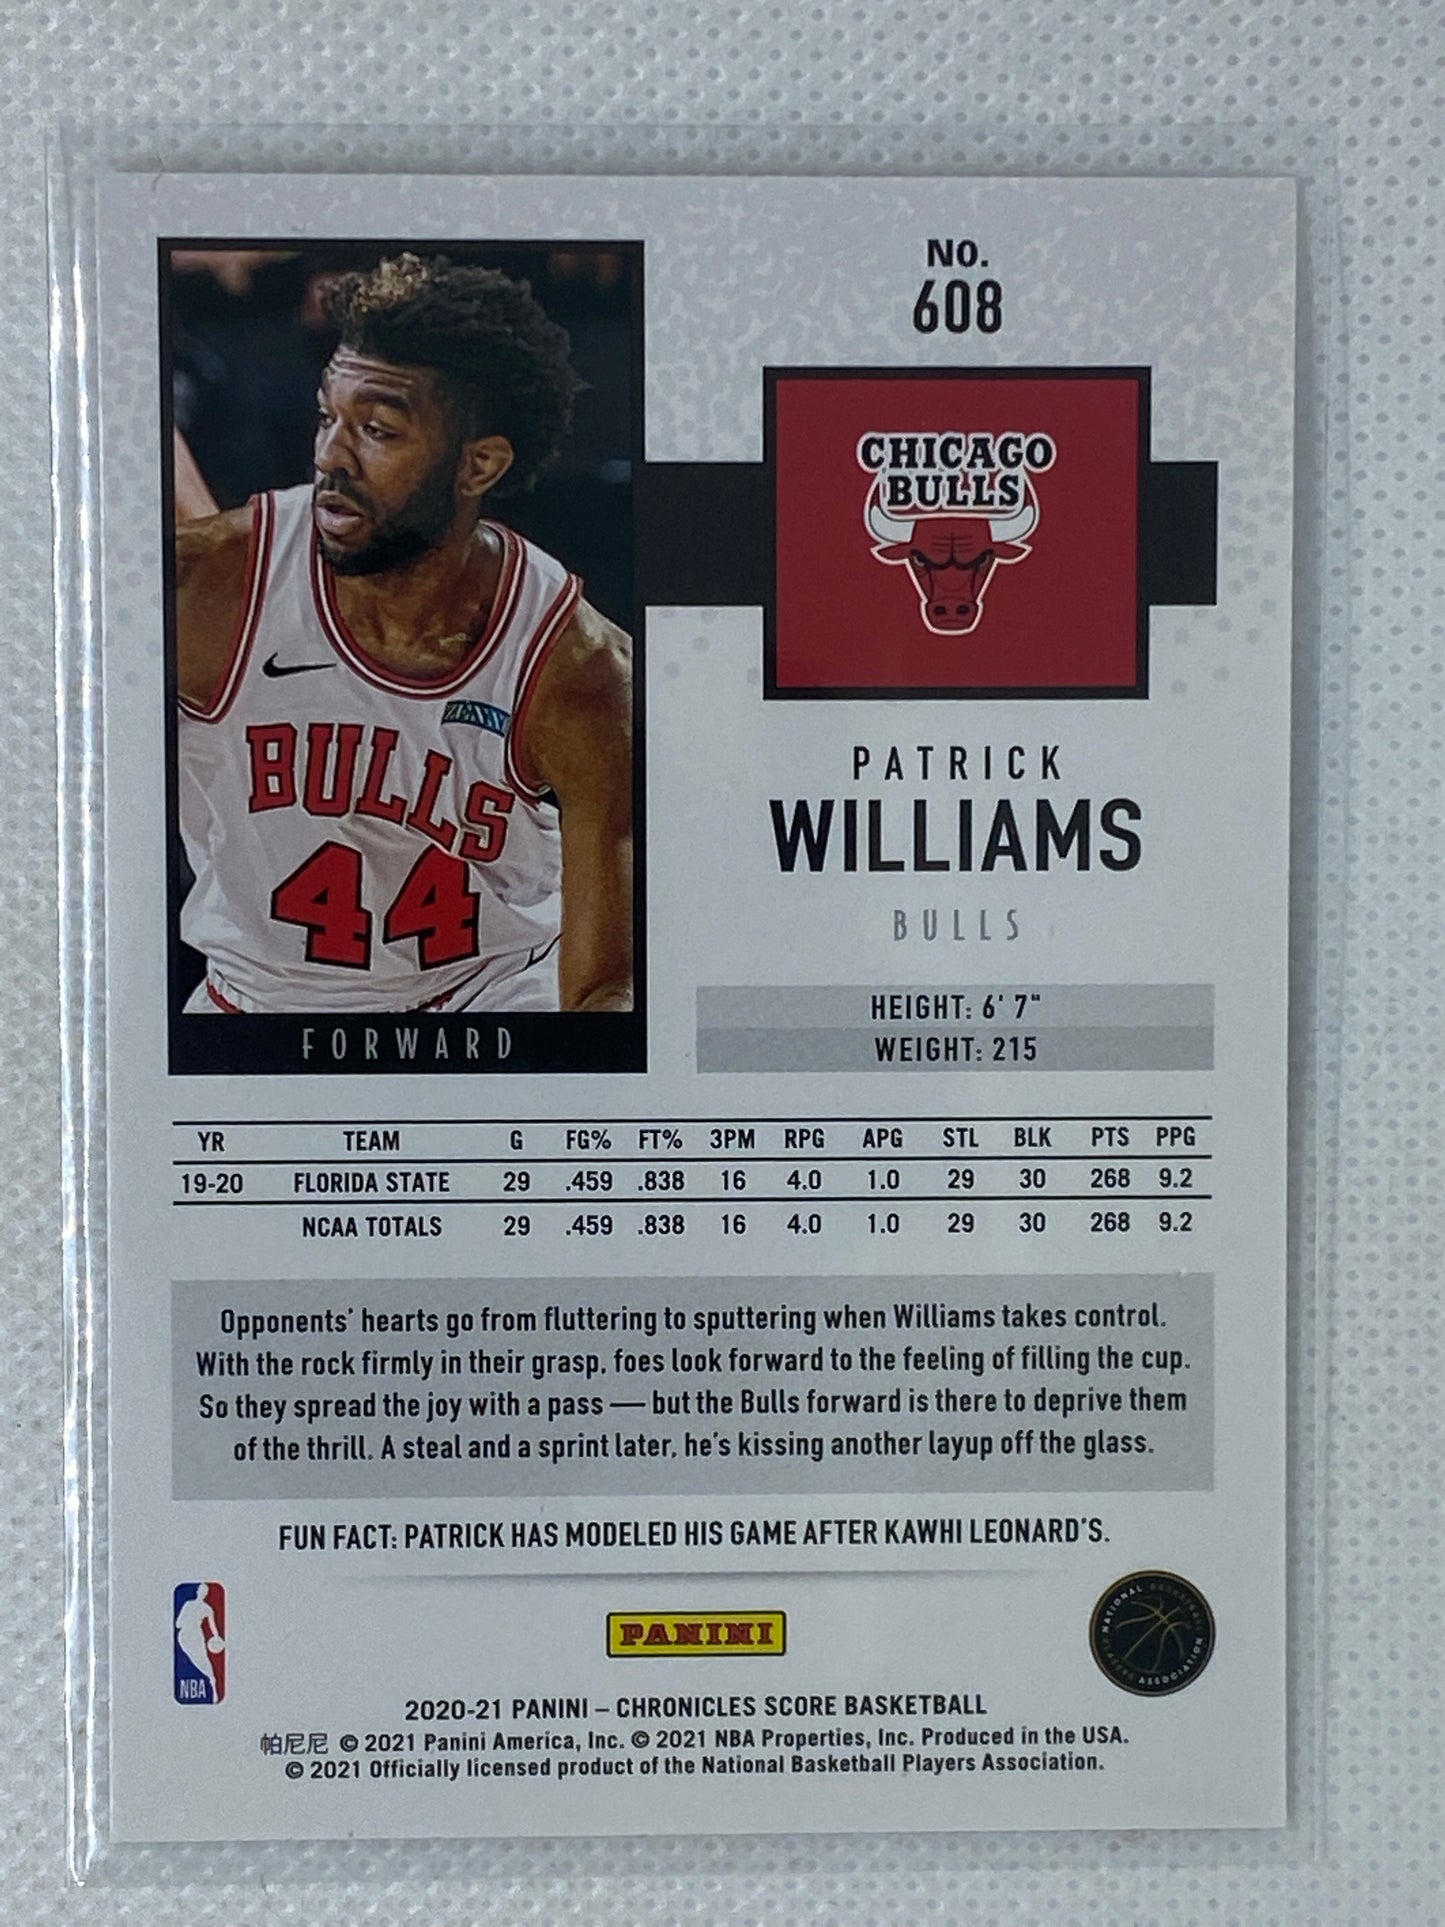 No.
608
CHICAGO
BULLS
BULLS
44
FORWARD
PATRICK
WILLIAMS
BULLS
HEIGHT: 6' 7"
WEIGHT: 215
YR TEAM G FG% FT% 3PM RPG APG STL BLK PTS PPG
19-20 FLORIDA STATE 29 .459 .838 16 4.0 1.0 29 30 268 9.2
NCAA TOTALS 29 .459 .838 16 4.0 1.0 29 30 268 9.2
Opponents' hearts go from fluttering to sputtering when Williams takes control.
With the rock firmly in their grasp, foes look forward to the feeling of filling the cup.
So they spread the joy with a pass — but the Bulls forward is there to deprive them
of the thrill. A steal and a sprint later, he's kissing another layup off the glass.
FUN FACT: PATRICK HAS MODELED HIS GAME AFTER KAWHI LEONARD'S.
NBA
PANINI
NATIONAL BASKETBALL PLAYERS ASSOCIATION
2020-21 PANINI – CHRONICLES SCORE BASKETBALL
帕尼尼 © 2021 Panini America, Inc. © 2021 NBA Properties, Inc. Produced in the USA.
© 2021 Officially licensed product of the National Basketball Players Association.